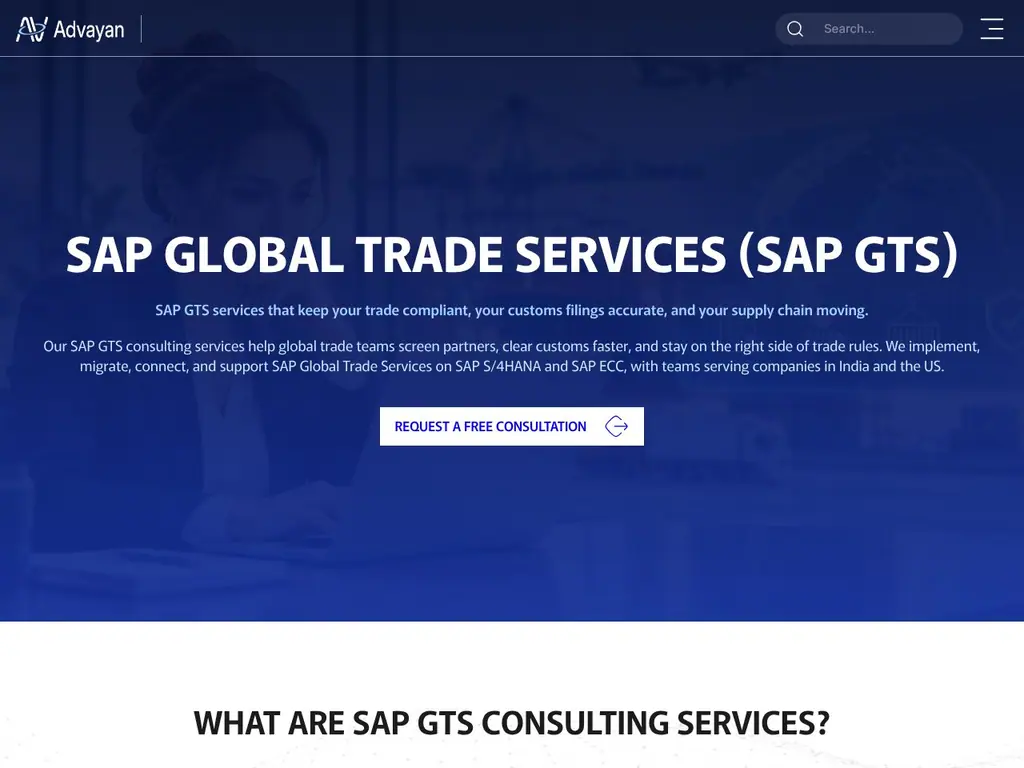 Advayan
Search...
SAP GLOBAL TRADE SERVICES (SAP GTS)
SAP GTS services that keep your trade compliant, your customs filings accurate, and your supply chain moving.
Our SAP GTS consulting services help global trade teams screen partners, clear customs faster, and stay on the right side of trade rules. We implement,
migrate, connect, and support SAP Global Trade Services on SAP S/4HANA and SAP ECC, with teams serving companies in India and the US.
REQUEST A FREE CONSULTATION
WHAT ARE SAP GTS CONSULTING SERVICES?